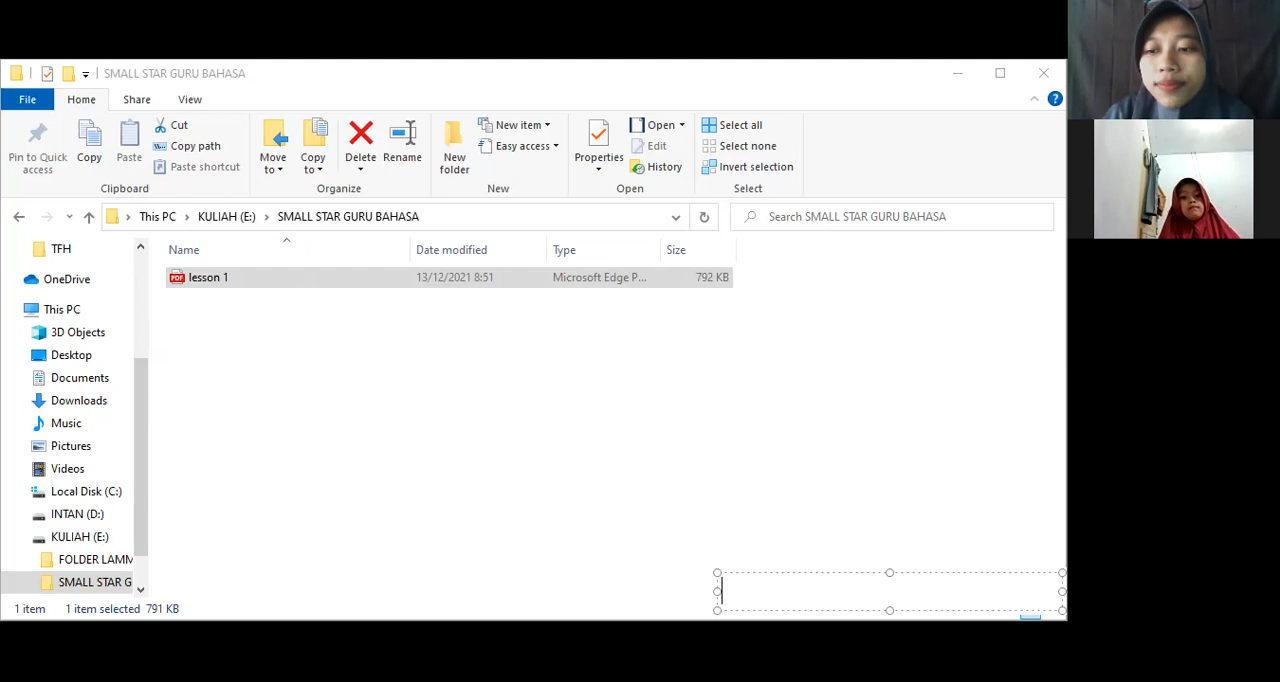 SMALL STAR GURU BAHASA
File Home Share View
Pin to Quick access
Copy
Paste
Cut
Copy path
Paste shortcut
Clipboard
Move to
Copy to
Delete
Rename
Organize
New folder
New item
Easy access
New
Properties
Open
Edit
History
Open
Select all
Select none
Invert selection
Select
This PC KULIAH (E:) SMALL STAR GURU BAHASA
Search SMALL STAR GURU BAHASA
Name Date modified Type Size
lesson 1 13/12/2021 8:51 Microsoft Edge P... 792 KB
TFH
OneDrive
This PC
3D Objects
Desktop
Documents
Downloads
Music
Pictures
Videos
Local Disk (C:)
INTAN (D:)
KULIAH (E:)
FOLDER LAMM
SMALL STAR G
1 item 1 item selected 791 KB